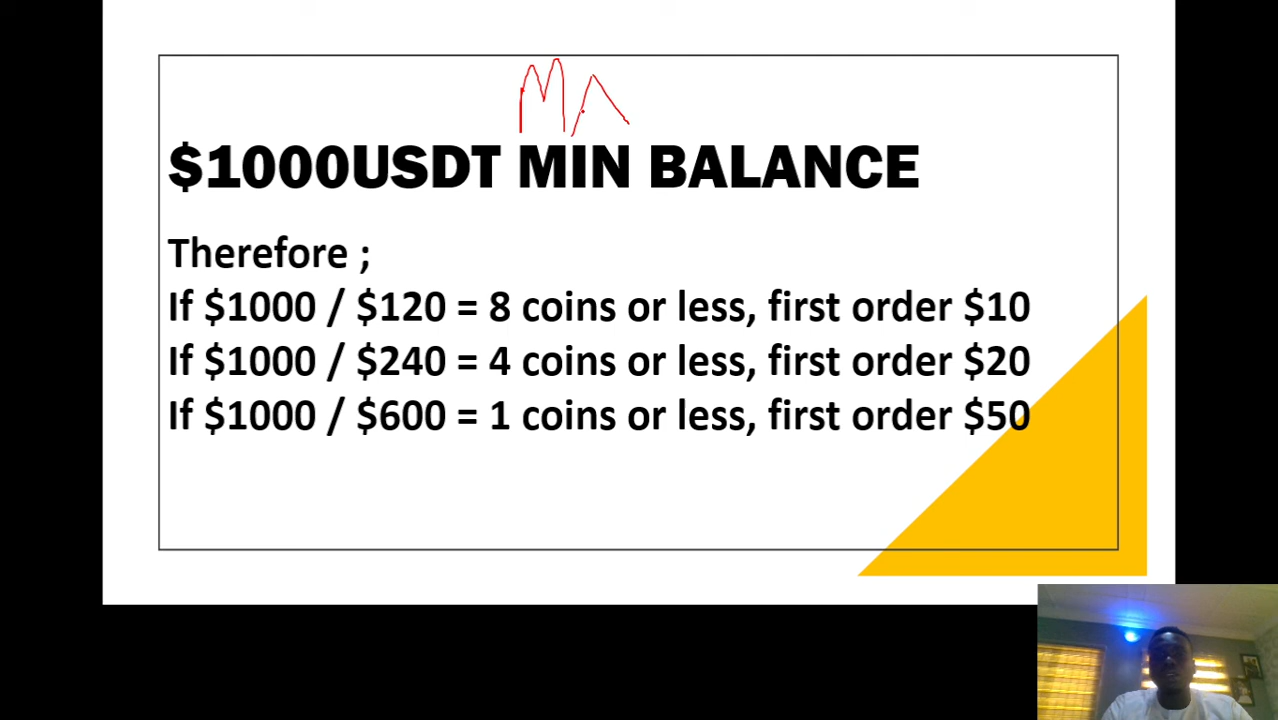 MA
$1000USDT MIN BALANCE
Therefore ;
If $1000 / $120 = 8 coins or less, first order $10
If $1000 / $240 = 4 coins or less, first order $20
If $1000 / $600 = 1 coins or less, first order $50